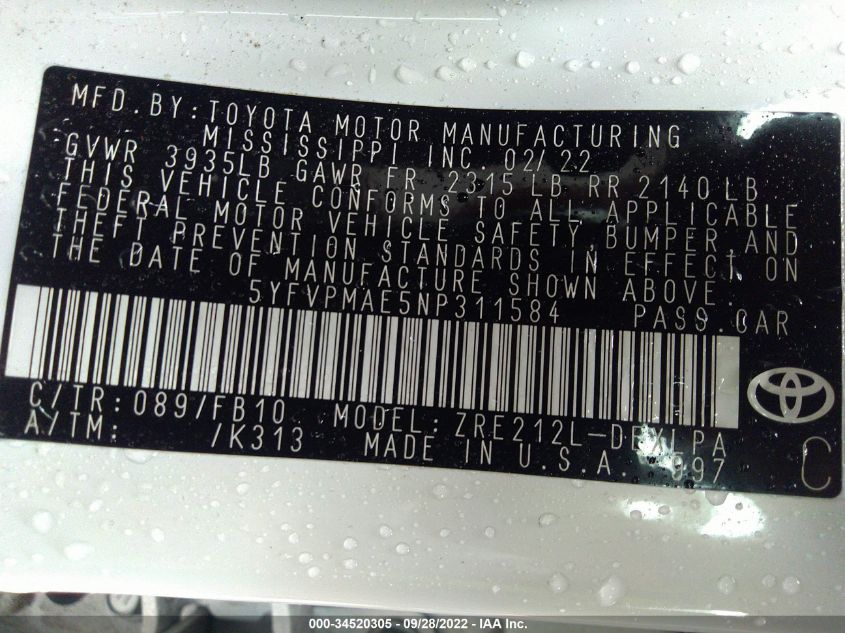 MFD. BY: TOYOTA MOTOR MANUFACTURING
MISSISSIPPI INC. 02/22
GVWR 3935LB GAWR FR 2315LB RR 2140LB
THIS VEHICLE CONFORMS TO ALL APPLICABLE
FEDERAL MOTOR VEHICLE SAFETY, BUMPER, AND
THEFT PREVENTION STANDARDS IN EFFECT ON
THE DATE OF MANUFACTURE SHOWN ABOVE.
5YFVPMAE5NP311584 PASS. CAR
C/TR: 089/FB10 MODEL: ZRE212L-DEXLPA
A/TM: /K313 MADE IN U.S.A. 997
C
000-34520305 - 09/28/2022 - IAA Inc.